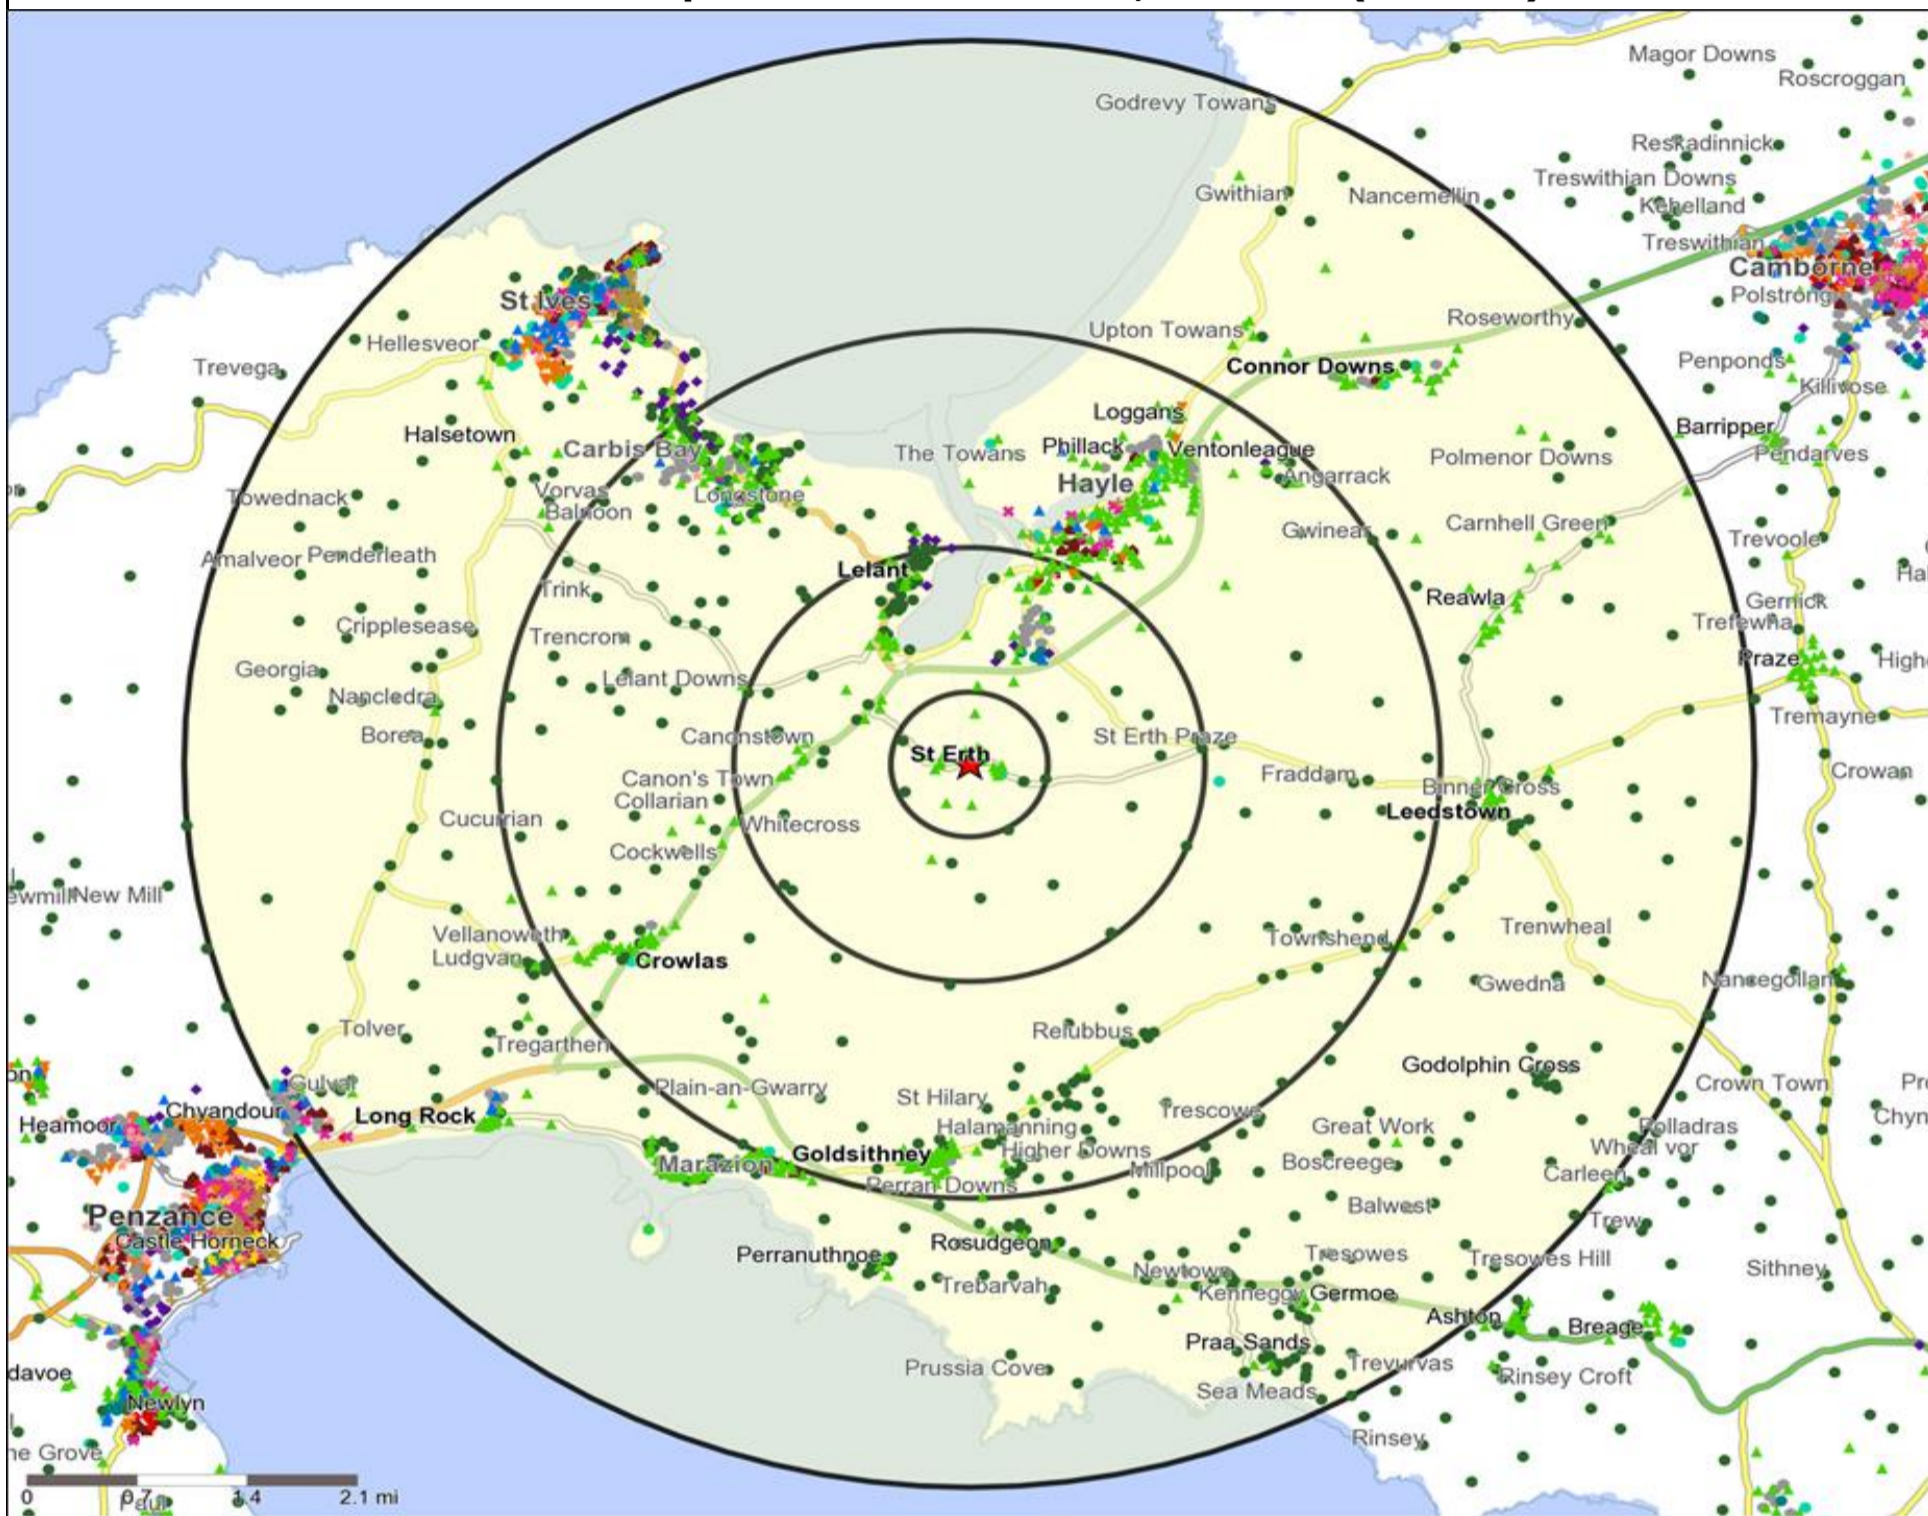 Magor Downs
Roscroggan
Godrevy Towans
Reskadinnick
Treswithian Downs
Gwithian
Nancemellin
Kehelland
Treswithian
Camborne
Polstrong
St Ives
Roseworthy
Upton Towans
Hellesveor
Trevega
Connor Downs
Penponds
Killivose
Loggans
Halsetown
Barripper
Carbis Bay
The Towans
Phillack
Ventonleague
Polmenor Downs
Pendarves
Hayle
Angarrack
Vorvas
Longstone
Towednack
Balnoon
Carnhell Green
Gwinear
Trevoole
Amalveor
Penderleath
Lelant
Trink
Reawla
Gernick
Cripplesease
Trencrom
Trefewha
Praze
Georgia
Lelant Downs
Nancledra
Tremayne
Borea
Canonstown
St Erth Praze
St Erth
Canon's Town
Fraddam
Crowan
Collarian
Binner Cross
Leedstown
Cucurrian
Whitecross
Cockwells
New Mill
Trenwheal
Vellanoweth
Townshend
Ludgvan
Crowlas
Gwedna
Nancegollan
Tolver
Relubbus
Tregarthen
Godolphin Cross
Gulval
Plain-an-Gwarry
St Hilary
Crown Town
Chyandour
Long Rock
Trescowe
Heamoor
Halamanning
Great Work
Polladras
Higher Downs
Wheal vor
Marazion
Goldsithney
Millpool
Boscreege
Carleen
Perran Downs
Penzance
Balwest
Trew
Castle Horneck
Rosudgeon
Perranuthnoe
Tresowes
Tresowes Hill
Newtown
Sithney
Trebarvah
Kenneggy
Germoe
Ashton
Breage
Praa Sands
Prussia Cove
Trevurvas
Rinsey Croft
Newlyn
Sea Meads
Rinsey
0 0.7 1.4 2.1 mi
Paul